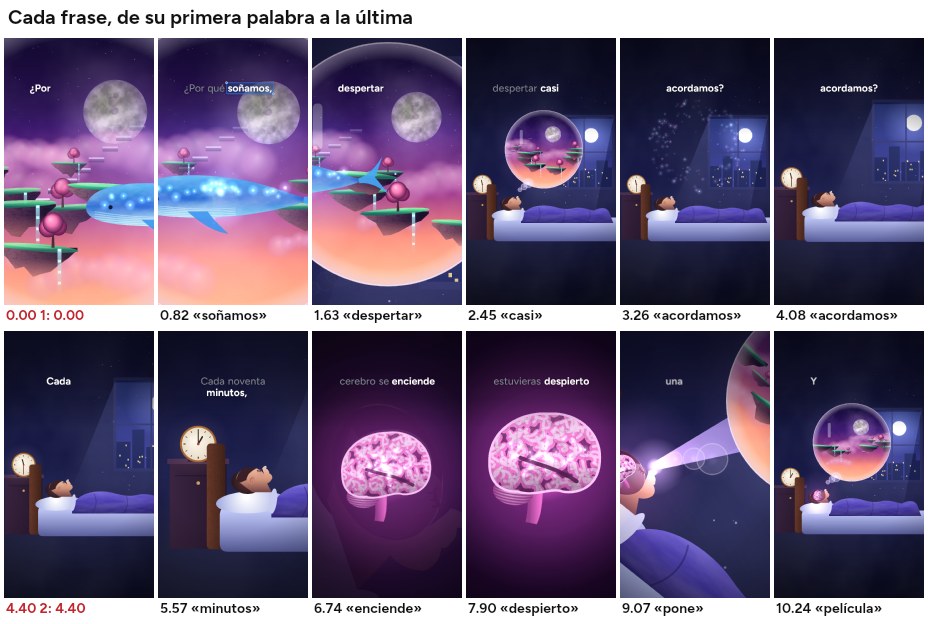 Cada frase, de su primera palabra a la última
¿Por
¿Por qué soñamos,
despertar
despertar casi
acordamos?
acordamos?
0.00 1: 0.00
0.82 «soñamos»
1.63 «despertar»
2.45 «casi»
3.26 «acordamos»
4.08 «acordamos»
Cada
Cada noventa
minutos,
cerebro se enciende
estuvieras despierto
una
Y
4.40 2: 4.40
5.57 «minutos»
6.74 «enciende»
7.90 «despierto»
9.07 «pone»
10.24 «película»